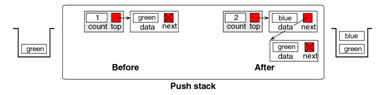 1 green 2 blue
count top data next count top data next
blue
green green green
data next
Before After
Push stack